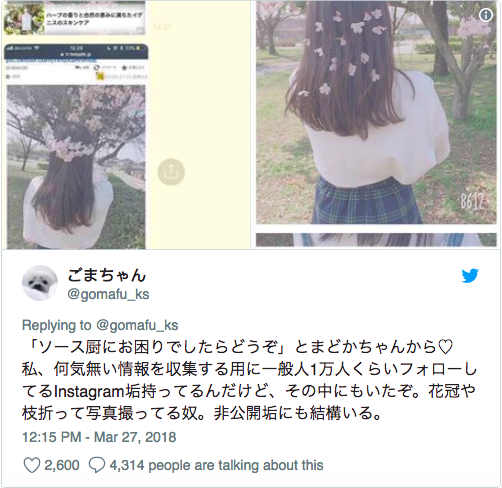 ハーブの香りと自然の恵みに満ちたイグニスのスキンケア
12:27
12:28
B612
ごまちゃん
@gomafu_ks
Replying to @gomafu_ks
「ソース厨にお困りでしたらどうぞ」とまどかちゃんから♡
私、何気無い情報を収集する用に一般人1万人くらいフォローし
てるInstagram垢持ってるんだけど、その中にもいたぞ。花冠や
枝折って写真撮ってる奴。非公開垢にも結構いる。
12:15 PM - Mar 27, 2018
2,600
4,314 people are talking about this